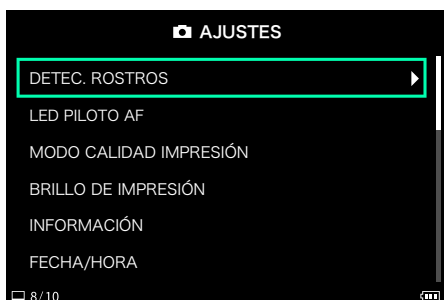 AJUSTES
DETEC. ROSTROS
LED PILOTO AF
MODO CALIDAD IMPRESIÓN
BRILLO DE IMPRESIÓN
INFORMACIÓN
FECHA/HORA
8/10